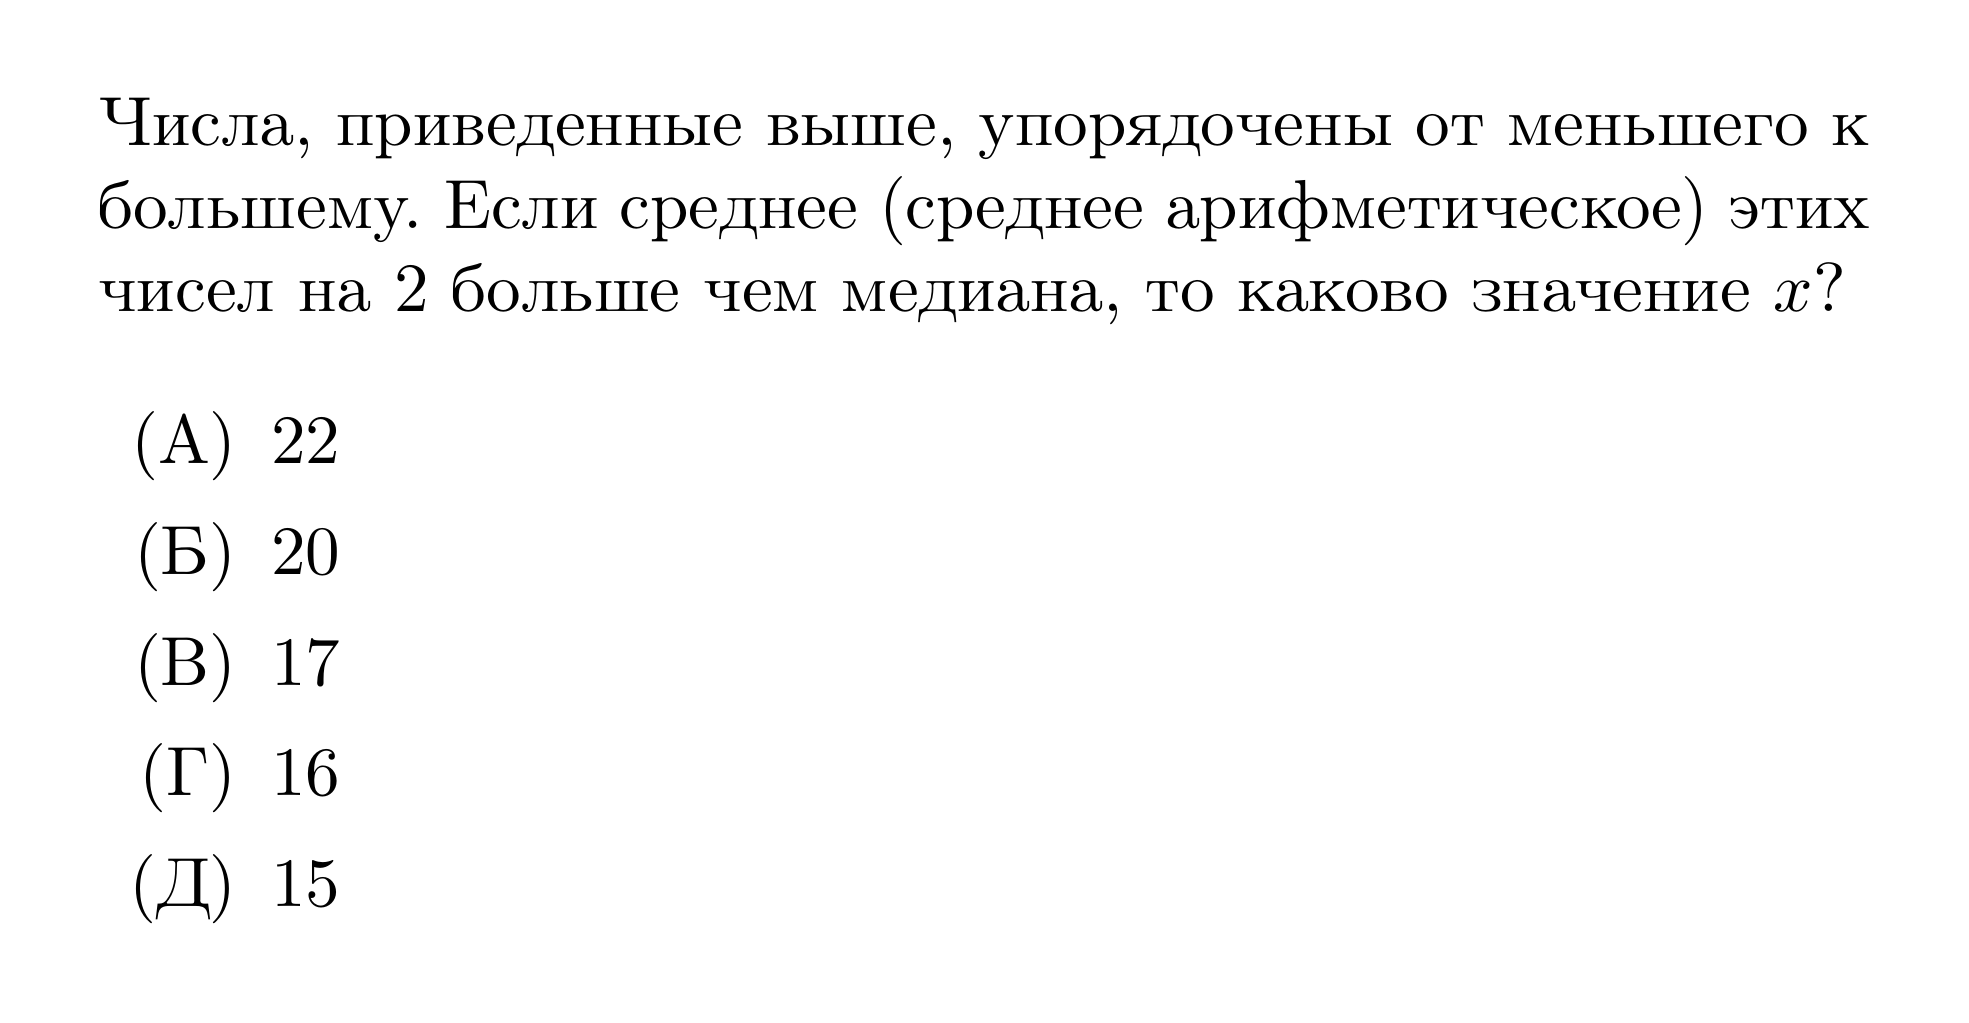 Числа, приведенные выше, упорядочены от меньшего к
большему. Если среднее (среднее арифметическое) этих
чисел на 2 больше чем медиана, то каково значение x?
(А) 22
(Б) 20
(В) 17
(Г) 16
(Д) 15